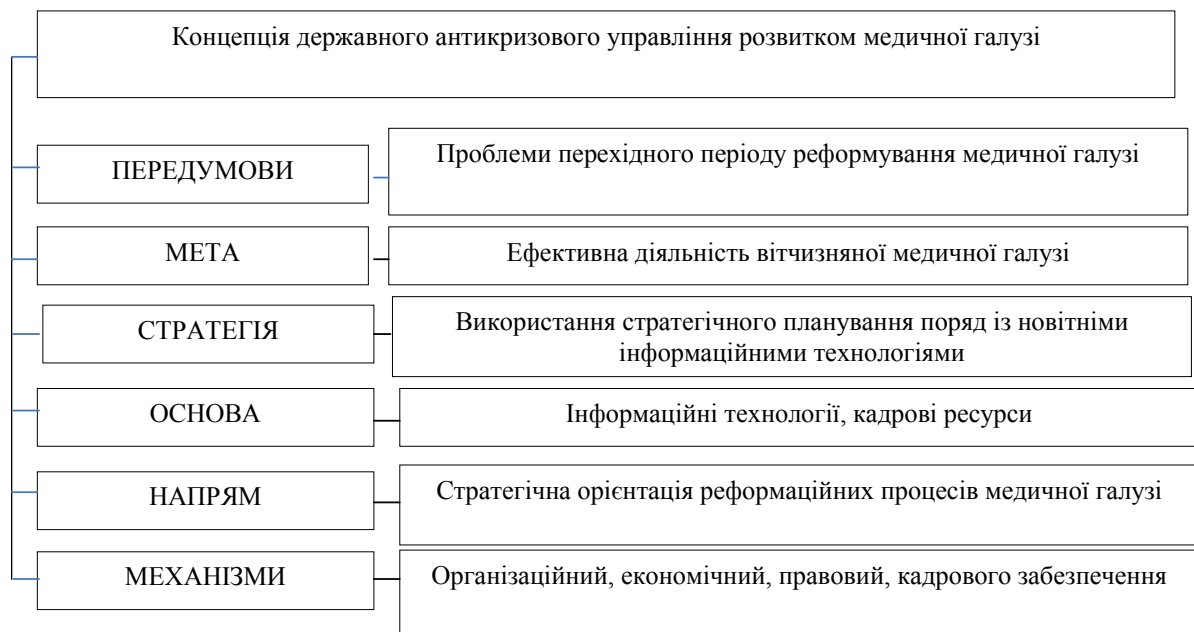 Концепція державного антикризового управління розвитком медичної галузі
ПЕРЕДУМОВИ
Проблеми перехідного періоду реформування медичної галузі
МЕТА
Ефективна діяльність вітчизняної медичної галузі
СТРАТЕГІЯ
Використання стратегічного планування поряд із новітніми
інформаційними технологіями
ОСНОВА
Інформаційні технології, кадрові ресурси
НАПРЯМ
Стратегічна орієнтація реформаційних процесів медичної галузі
МЕХАНІЗМИ
Організаційний, економічний, правовий, кадрового забезпечення